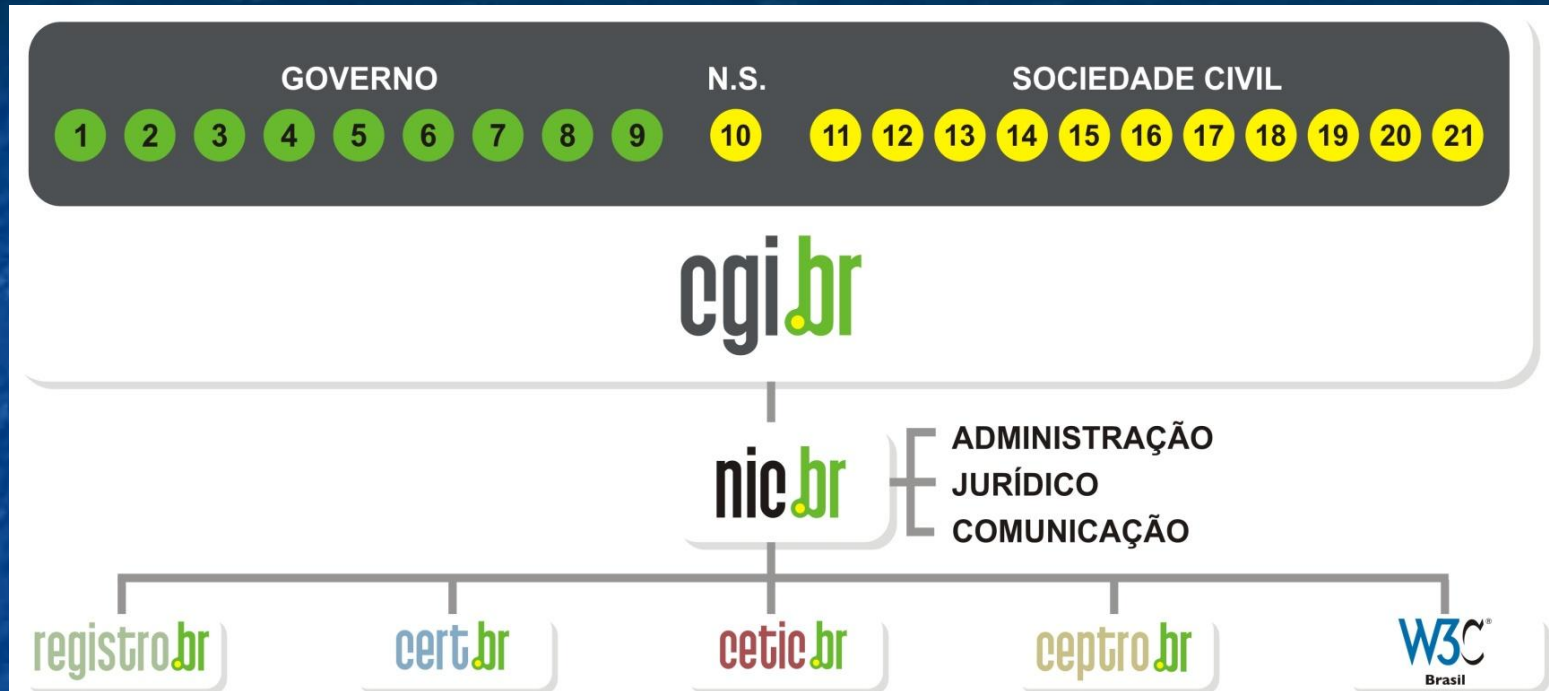 GOVERNO N.S. SOCIEDADE CIVIL
1 2 3 4 5 6 7 8 9 10 11 12 13 14 15 16 17 18 19 20 21
cgi.br
nic.br
ADMINISTRAÇÃO
JURÍDICO
COMUNICAÇÃO
registro.br cert.br cetic.br ceptro.br W3C®
Brasil